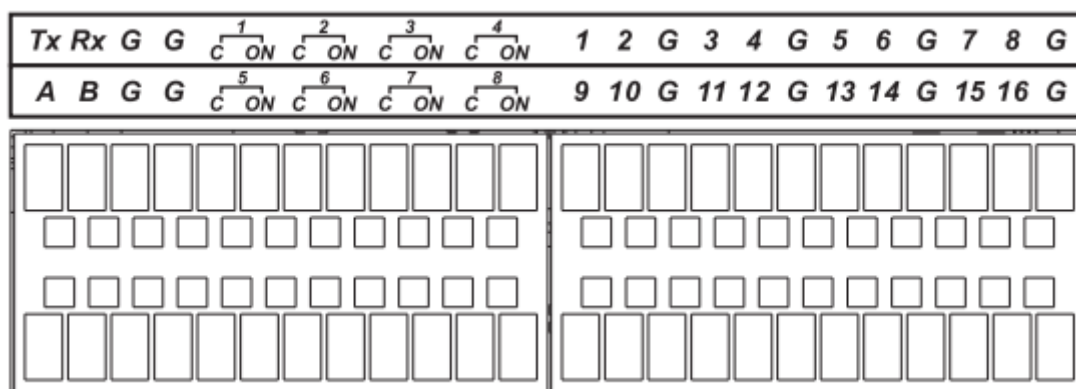 1 2 3 4
Tx Rx G G C ON C ON C ON C ON 1 2 G 3 4 G 5 6 G 7 8 G
5 6 7 8
A B G G C ON C ON C ON C ON 9 10 G 11 12 G 13 14 G 15 16 G